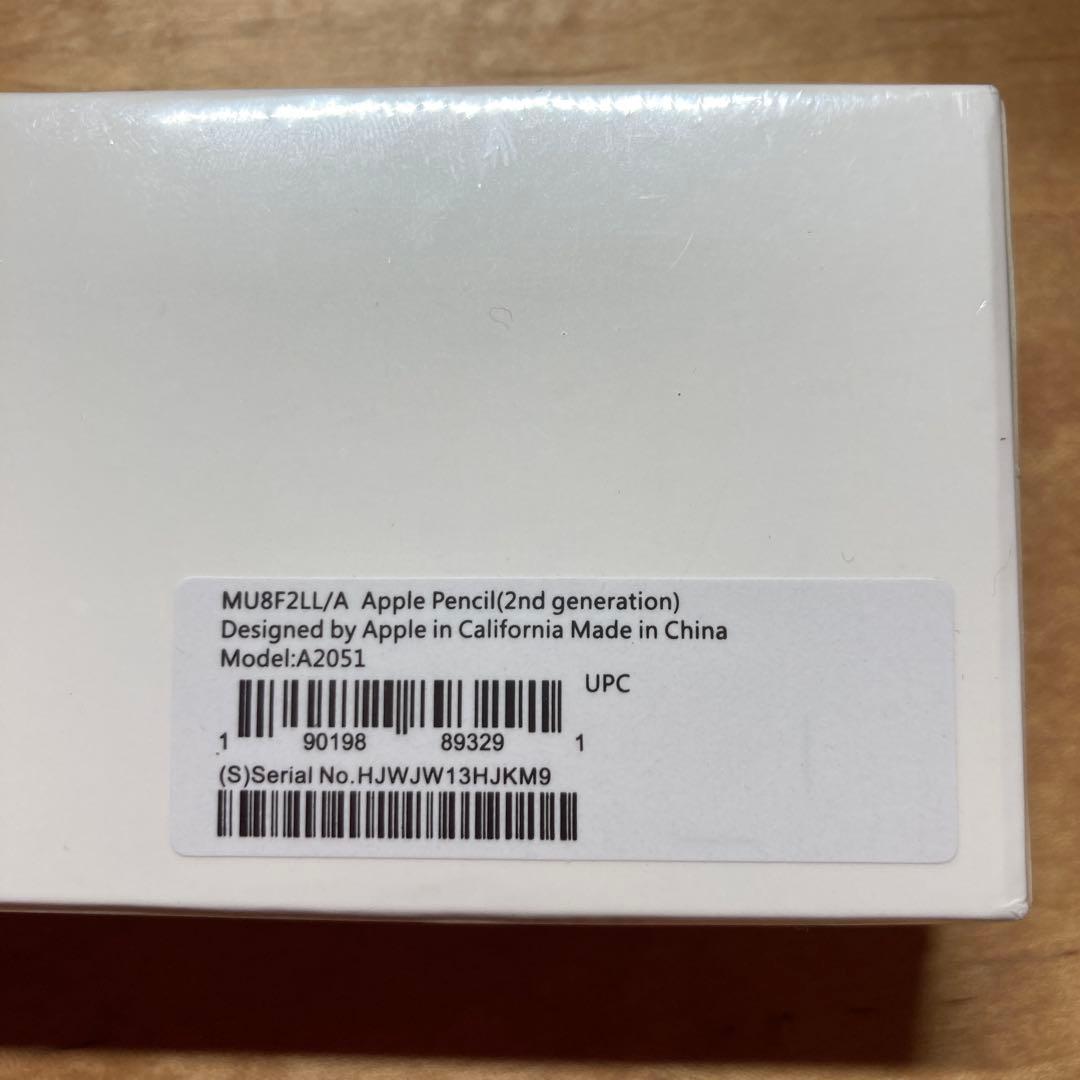 MU8F2LL/A Apple Pencil(2nd generation)
Designed by Apple in California Made in China
Model:A2051
UPC
1 90198 89329 1
(S)Serial No.HJWJW13HJKM9